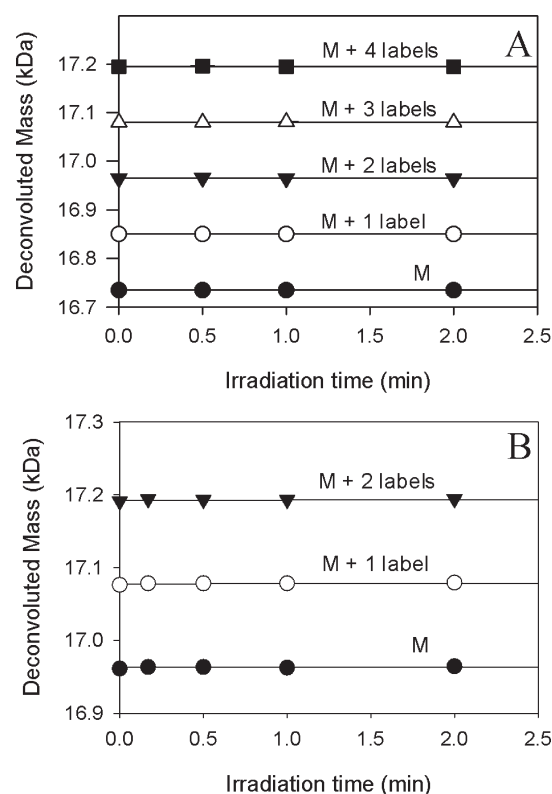 A
Deconvoluted Mass (kDa)
17.2
17.1
17.0
16.9
16.8
16.7
M + 4 labels
M + 3 labels
M + 2 labels
M + 1 label
M
0.0 0.5 1.0 1.5 2.0 2.5
Irradiation time (min)
B
Deconvoluted Mass (kDa)
17.3
17.2
17.1
16.0
16.9
M + 2 labels
M + 1 label
M
0.0 0.5 1.0 1.5 2.0 2.5
Irradiation time (min)